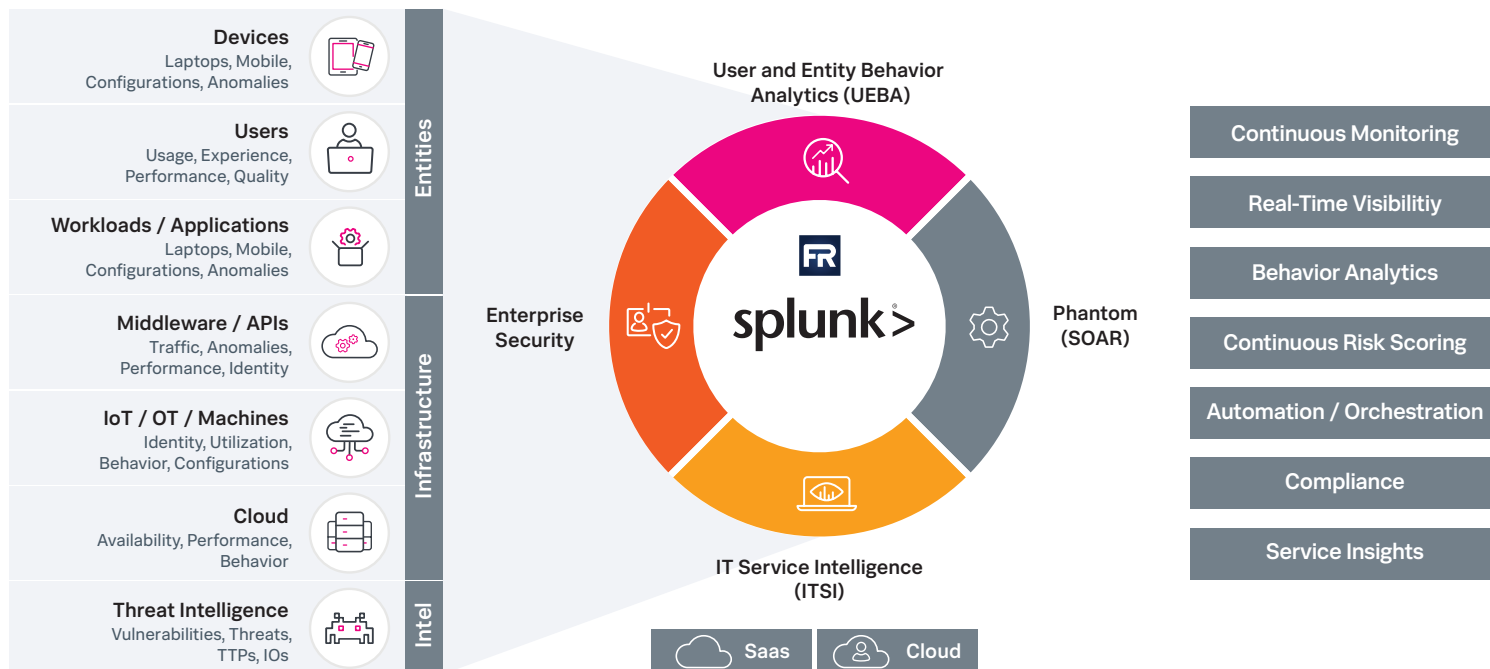 Devices
Laptops, Mobile,
Configurations, Anomalies
Users
Usage, Experience,
Performance, Quality
Workloads / Applications
Laptops, Mobile,
Configurations, Anomalies
Entities
Middleware / APIs
Traffic, Anomalies,
Performance, Identity
IoT / OT / Machines
Identity, Utilization,
Behavior, Configurations
Cloud
Availability, Performance,
Behavior
Infrastructure
Threat Intelligence
Vulnerabilities, Threats,
TTPs, IOs
Intel
User and Entity Behavior
Analytics (UEBA)
Enterprise
Security
FR
splunk>®
Phantom
(SOAR)
IT Service Intelligence
(ITSI)
Saas
Cloud
Continuous Monitoring
Real-Time Visibilitiy
Behavior Analytics
Continuous Risk Scoring
Automation / Orchestration
Compliance
Service Insights